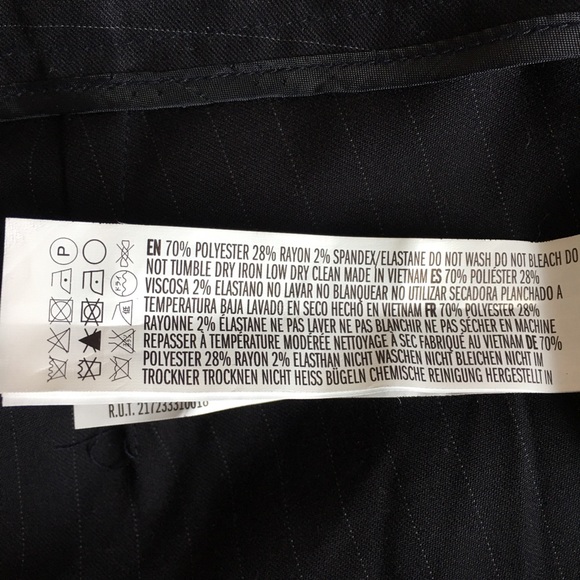 P
EN 70% POLYESTER 28% RAYON 2% SPANDEX/ELASTANE DO NOT WASH DO NOT BLEACH DO
NOT TUMBLE DRY IRON LOW DRY CLEAN MADE IN VIETNAM ES 70% POLIÉSTER 28%
VISCOSA 2% ELASTANO NO LAVAR NO BLANQUEAR NO UTILIZAR SECADORA PLANCHADO A
TEMPERATURA BAJA LAVADO EN SECO HECHO EN VIETNAM FR 70% POLYESTER 28%
RAYONNE 2% ÉLASTANE NE PAS LAVER NE PAS BLANCHIR NE PAS SÉCHER EN MACHINE
REPASSER À TEMPÉRATURE MODÉRÉE NETTOYAGE À SEC FABRIQUÉ AU VIETNAM DE 70%
POLYESTER 28% RAYON 2% ELASTHAN NICHT WASCHEN NICHT BLEICHEN NICHT IM
TROCKNER TROCKNEN NICHT HEISS BÜGELN CHEMISCHE REINIGUNG HERGESTELLT IN
R.U.T. 217233310018